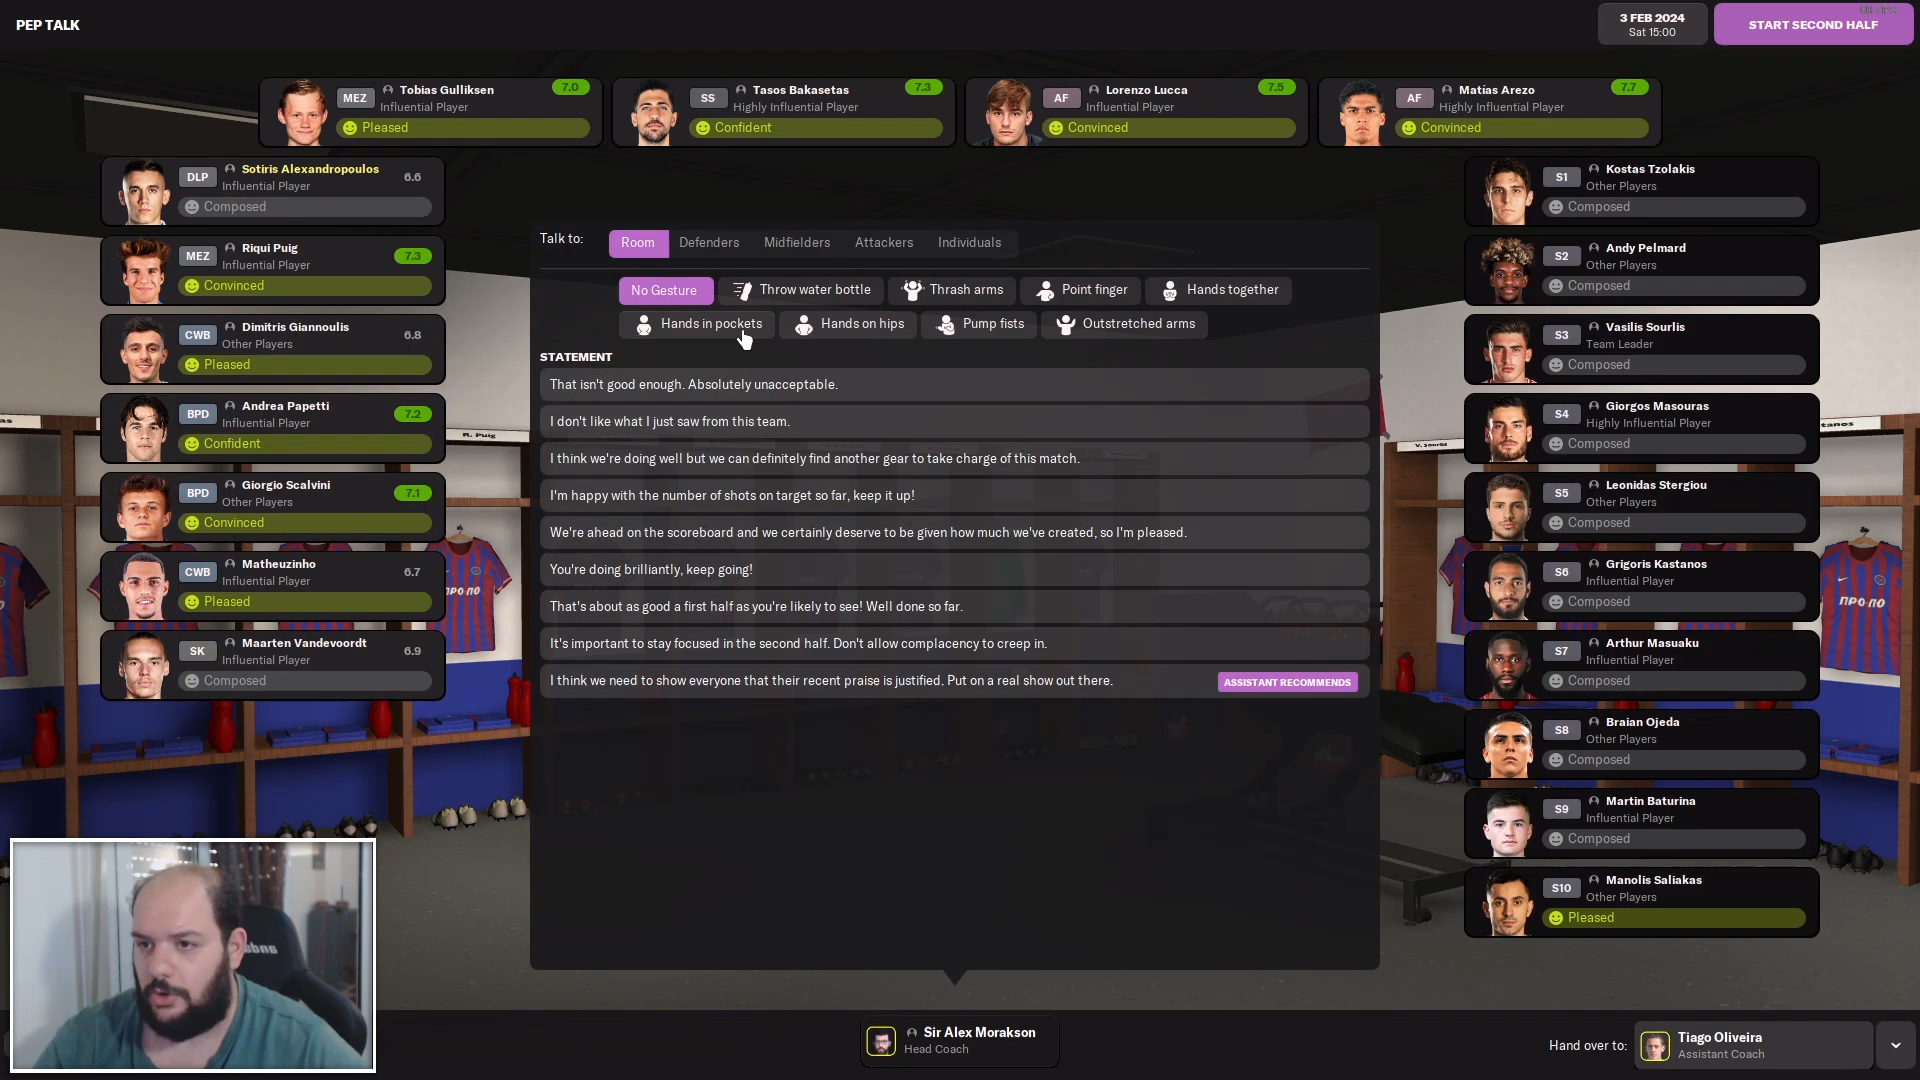 PEP TALK
3 FEB 2024
Sat 15:00
START SECOND HALF
MEZ Tobias Gulliksen 7.0
Influential Player
Pleased
SS Tasos Bakasetas 7.3
Highly Influential Player
Confident
AF Lorenzo Lucca 7.5
Influential Player
Convinced
AF Matías Arezo 7.7
Highly Influential Player
Convinced
DLP Sotiris Alexandropoulos 6.6
Influential Player
Composed
MEZ Riqui Puig 7.3
Influential Player
Convinced
CWB Dimitris Giannoulis 6.8
Other Players
Pleased
BPD Andrea Papetti 7.2
Influential Player
Confident
BPD Giorgio Scalvini 7.1
Other Players
Convinced
CWB Matheuzinho 6.7
Influential Player
Pleased
SK Maarten Vandevoordt 6.9
Influential Player
Composed
Talk to: Room Defenders Midfielders Attackers Individuals
No Gesture Throw water bottle Thrash arms Point finger Hands together
Hands in pockets Hands on hips Pump fists Outstretched arms
STATEMENT
That isn't good enough. Absolutely unacceptable.
I don't like what I just saw from this team.
I think we're doing well but we can definitely find another gear to take charge of this match.
I'm happy with the number of shots on target so far, keep it up!
We're ahead on the scoreboard and we certainly deserve to be given how much we've created, so I'm pleased.
You're doing brilliantly, keep going!
That's about as good a first half as you're likely to see! Well done so far.
It's important to stay focused in the second half. Don't allow complacency to creep in.
I think we need to show everyone that their recent praise is justified. Put on a real show out there. ASSISTANT RECOMMENDS
S1 Kostas Tzolakis
Other Players
Composed
S2 Andy Pelmard
Other Players
Composed
S3 Vasilis Sourlis
Team Leader
Composed
S4 Giorgos Masouras
Highly Influential Player
Composed
S5 Leonidas Stergiou
Other Players
Composed
S6 Grigoris Kastanos
Influential Player
Composed
S7 Arthur Masuaku
Influential Player
Composed
S8 Braian Ojeda
Other Players
Composed
S9 Martin Baturina
Influential Player
Composed
S10 Manolis Saliakas
Other Players
Pleased
R. Puig
V. Sourlis
tanos
ΠΡΟ ΠΟ
ΠΡΟ ΠΟ
Sir Alex Morakson
Head Coach
Hand over to: Tiago Oliveira
Assistant Coach